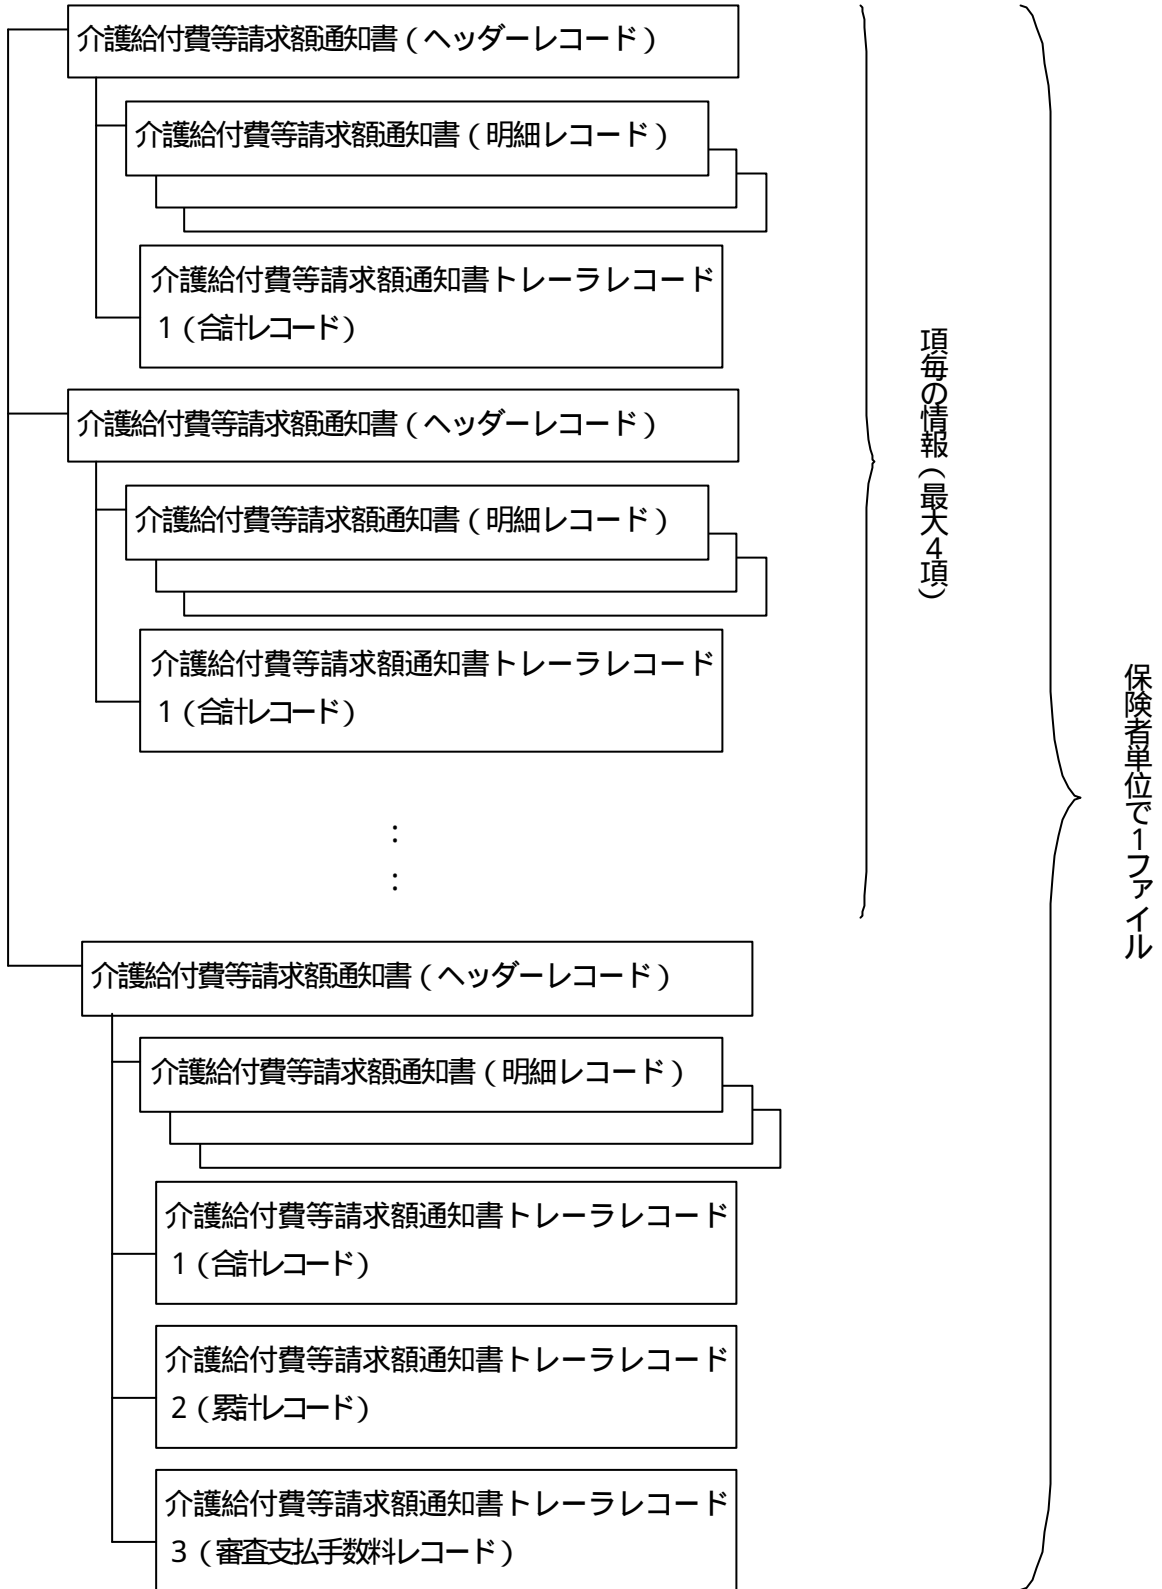 介護給付費等請求額通知書（ヘッダーレコード）
介護給付費等請求額通知書（明細レコード）
介護給付費等請求額通知書トレーラレコード
1（合計レコード）
介護給付費等請求額通知書（ヘッダーレコード）
介護給付費等請求額通知書（明細レコード）
介護給付費等請求額通知書トレーラレコード
1（合計レコード）
：
：
介護給付費等請求額通知書（ヘッダーレコード）
介護給付費等請求額通知書（明細レコード）
介護給付費等請求額通知書トレーラレコード
1（合計レコード）
介護給付費等請求額通知書トレーラレコード
2（累計レコード）
介護給付費等請求額通知書トレーラレコード
3（審査支払手数料レコード）
項毎の情報（最大4項）
保険者単位で1ファイル